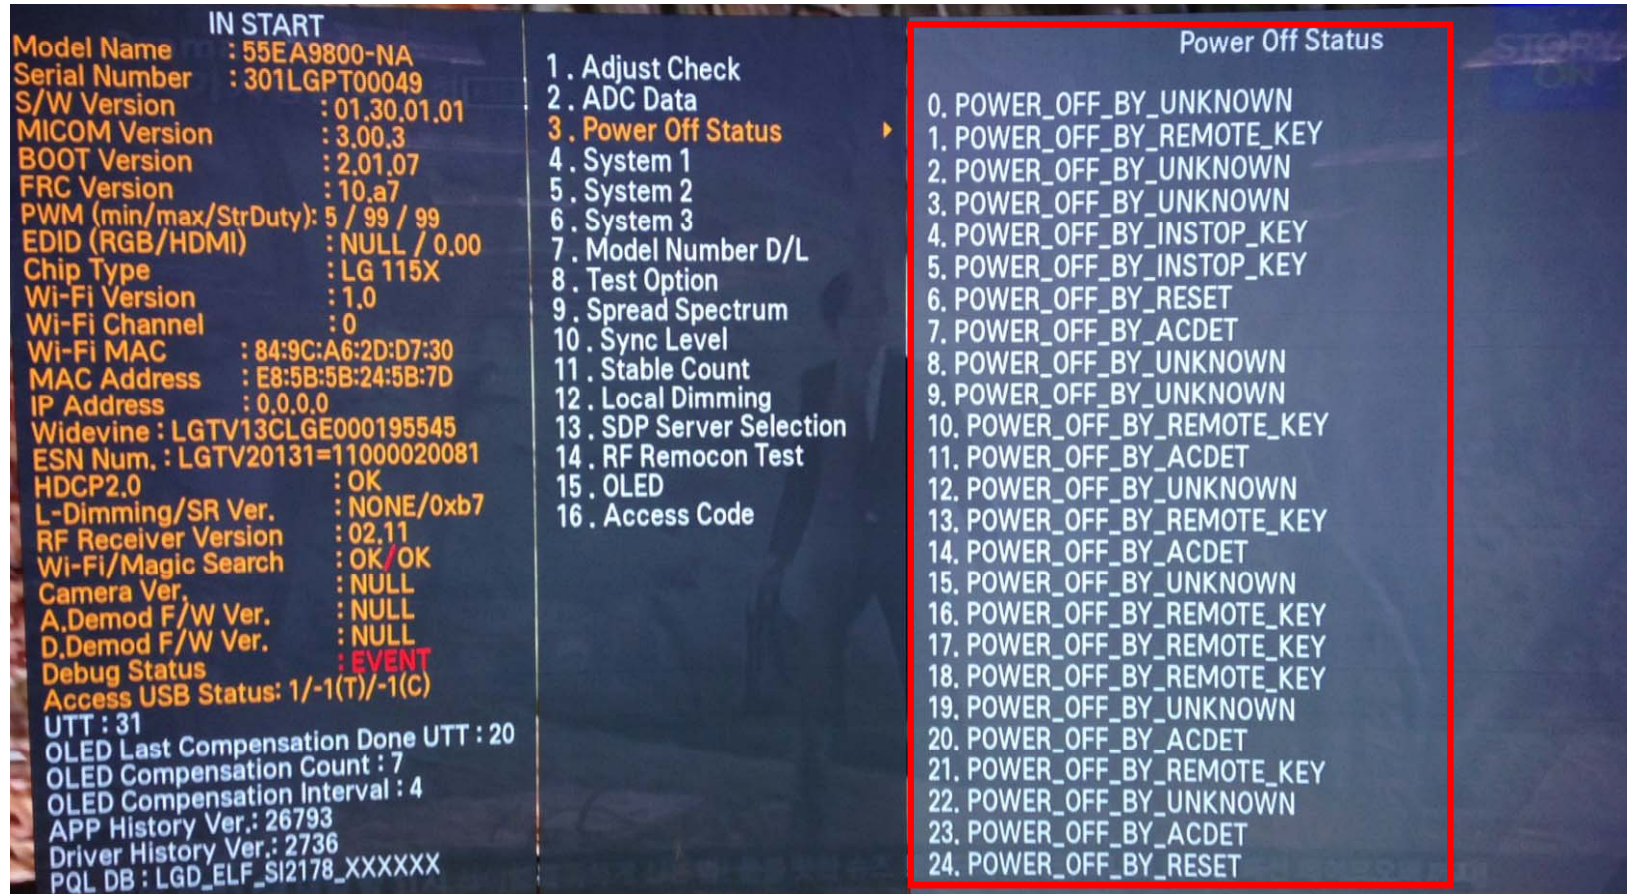 IN START
Model Name : 55EA9800-NA
Serial Number : 301LGPT00049
S/W Version : 01.30.01.01
MICOM Version : 3.00.3
BOOT Version : 2.01.07
FRC Version : 10.a7
PWM (min/max/StrDuty): 5 / 99 / 99
EDID (RGB/HDMI) : NULL / 0.00
Chip Type : LG 115X
Wi-Fi Version : 1.0
Wi-Fi Channel : 0
Wi-Fi MAC : 84:9C:A6:2D:D7:30
MAC Address : E8:5B:5B:24:5B:7D
IP Address : 0.0.0.0
Widevine : LGTV13CLGE000195545
ESN Num. : LGTV20131=11000020081
HDCP2.0 : OK
L-Dimming/SR Ver. : NONE/0xb7
RF Receiver Version : 02.11
Wi-Fi/Magic Search : OK/OK
Camera Ver. : NULL
A.Demod F/W Ver. : NULL
D.Demod F/W Ver. : NULL
Debug Status : EVENT
Access USB Status: 1/-1(T)/-1(C)
UTT : 31
OLED Last Compensation Done UTT : 20
OLED Compensation Count : 7
OLED Compensation Interval : 4
APP History Ver.: 26793
Driver History Ver.: 2736
PQL DB : LGD_ELF_SI2178_XXXXXX
1 . Adjust Check
2 . ADC Data
3 . Power Off Status
4 . System 1
5 . System 2
6 . System 3
7 . Model Number D/L
8 . Test Option
9 . Spread Spectrum
10 . Sync Level
11 . Stable Count
12 . Local Dimming
13 . SDP Server Selection
14 . RF Remocon Test
15 . OLED
16 . Access Code
Power Off Status
0. POWER_OFF_BY_UNKNOWN
1. POWER_OFF_BY_REMOTE_KEY
2. POWER_OFF_BY_UNKNOWN
3. POWER_OFF_BY_UNKNOWN
4. POWER_OFF_BY_INSTOP_KEY
5. POWER_OFF_BY_INSTOP_KEY
6. POWER_OFF_BY_RESET
7. POWER_OFF_BY_ACDET
8. POWER_OFF_BY_UNKNOWN
9. POWER_OFF_BY_UNKNOWN
10. POWER_OFF_BY_REMOTE_KEY
11. POWER_OFF_BY_ACDET
12. POWER_OFF_BY_UNKNOWN
13. POWER_OFF_BY_REMOTE_KEY
14. POWER_OFF_BY_ACDET
15. POWER_OFF_BY_UNKNOWN
16. POWER_OFF_BY_REMOTE_KEY
17. POWER_OFF_BY_REMOTE_KEY
18. POWER_OFF_BY_REMOTE_KEY
19. POWER_OFF_BY_UNKNOWN
20. POWER_OFF_BY_ACDET
21. POWER_OFF_BY_REMOTE_KEY
22. POWER_OFF_BY_UNKNOWN
23. POWER_OFF_BY_ACDET
24. POWER_OFF_BY_RESET
STORY
ON